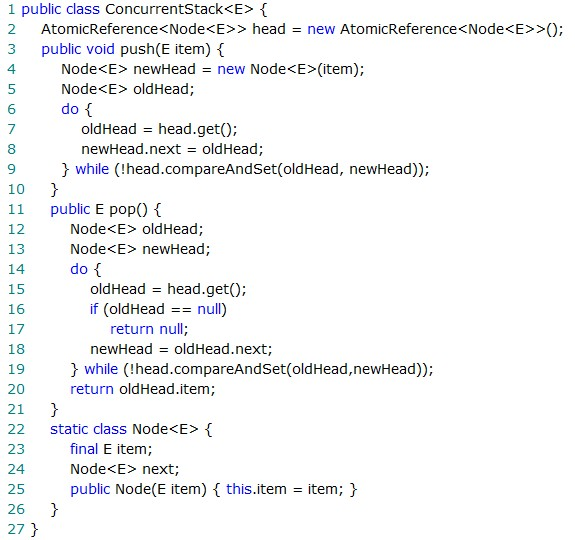 1 public class ConcurrentStack<E> {
2 AtomicReference<Node<E>> head = new AtomicReference<Node<E>>();
3 public void push(E item) {
4 Node<E> newHead = new Node<E>(item);
5 Node<E> oldHead;
6 do {
7 oldHead = head.get();
8 newHead.next = oldHead;
9 } while (!head.compareAndSet(oldHead, newHead));
10 }
11 public E pop() {
12 Node<E> oldHead;
13 Node<E> newHead;
14 do {
15 oldHead = head.get();
16 if (oldHead == null)
17 return null;
18 newHead = oldHead.next;
19 } while (!head.compareAndSet(oldHead,newHead));
20 return oldHead.item;
21 }
22 static class Node<E> {
23 final E item;
24 Node<E> next;
25 public Node(E item) { this.item = item; }
26 }
27 }